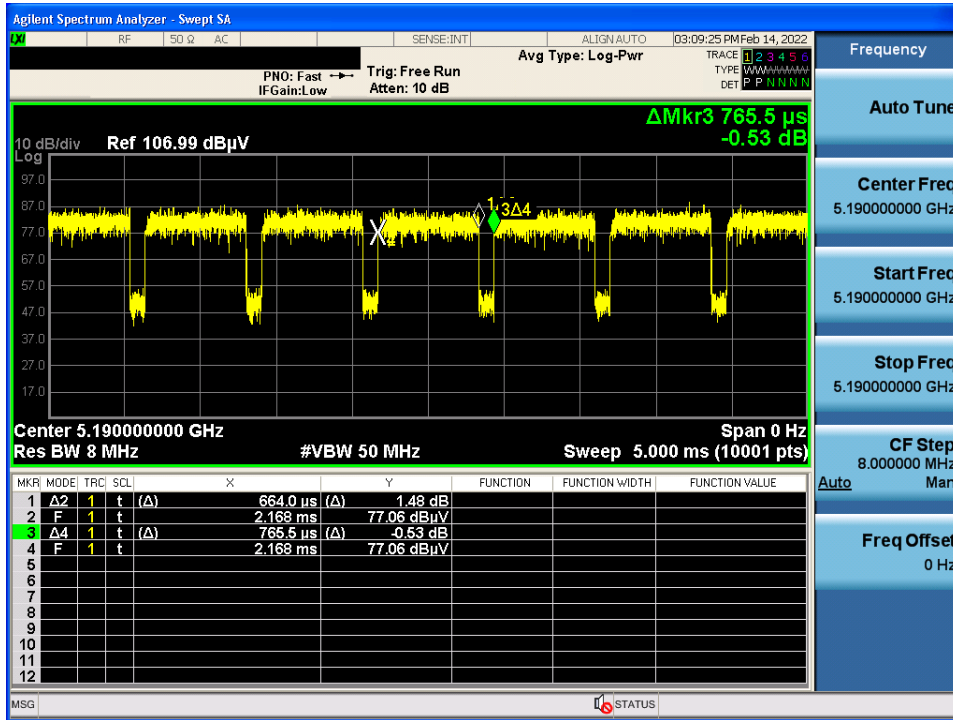 Agilent Spectrum Analyzer - Swept SA
LXI RF 50 Ω AC SENSE:INT ALIGN AUTO 03:09:25 PM Feb 14, 2022
Frequency
Avg Type: Log-Pwr
TRACE 1 2 3 4 5 6
PNO: Fast Trig: Free Run
TYPE WWWWWW
IFGain:Low Atten: 10 dB
DET P P N N N N
Auto Tune
ΔMkr3 765.5 µs
-0.53 dB
10 dB/div Ref 106.99 dBµV
Log
97.0
87.0
77.0
67.0
57.0
47.0
37.0
27.0
17.0
3Δ4
Center Freq
5.190000000 GHz
Start Freq
5.190000000 GHz
Stop Freq
5.190000000 GHz
Center 5.190000000 GHz Span 0 Hz
Res BW 8 MHz #VBW 50 MHz Sweep 5.000 ms (10001 pts)
CF Step
8.000000 MHz
Auto Man
Freq Offset
0 Hz
MKR MODE TRC SCL X Y FUNCTION FUNCTION WIDTH FUNCTION VALUE
1 Δ2 1 t (Δ) 664.0 µs (Δ) 1.48 dB
2 F 1 t 2.168 ms 77.06 dBµV
3 Δ4 1 t (Δ) 765.5 µs (Δ) -0.53 dB
4 F 1 t 2.168 ms 77.06 dBµV
5
6
7
8
9
10
11
12
MSG STATUS